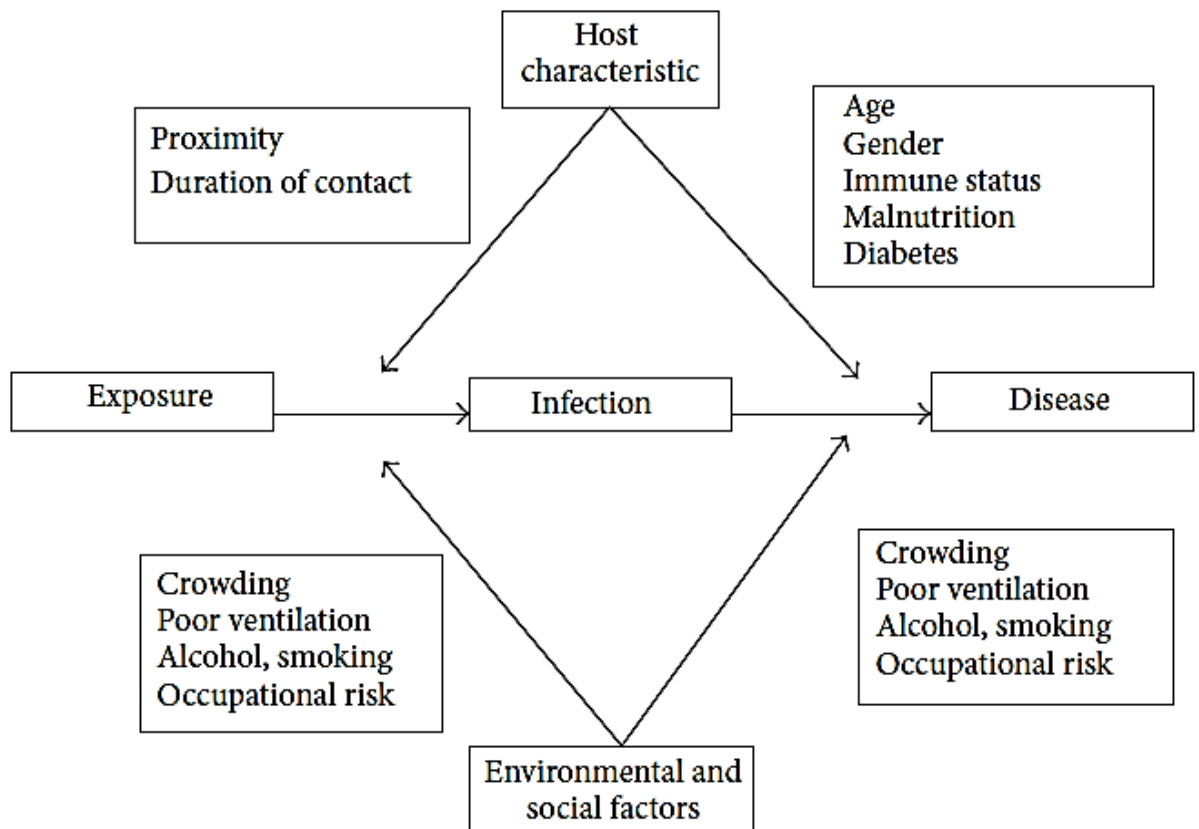 Host
characteristic
Proximity
Duration of contact
Age
Gender
Immune status
Malnutrition
Diabetes
Exposure
Infection
Disease
Crowding
Poor ventilation
Alcohol, smoking
Occupational risk
Crowding
Poor ventilation
Alcohol, smoking
Occupational risk
Environmental and
social factors